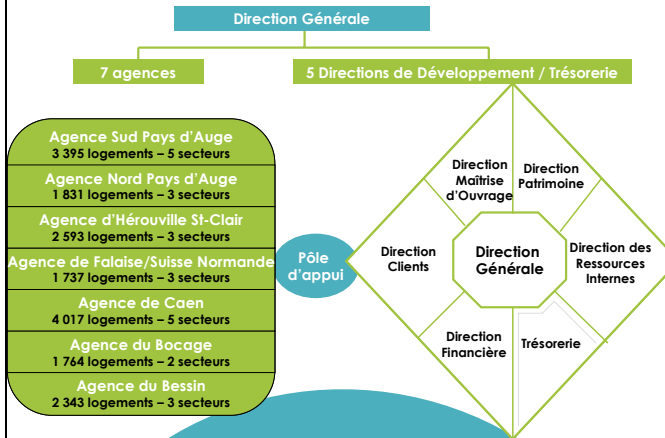 Direction Générale
7 agences
5 Directions de Développement / Trésorerie
Agence Sud Pays d'Auge
3 395 logements – 5 secteurs
Agence Nord Pays d'Auge
1 831 logements – 3 secteurs
Agence d'Hérouville St-Clair
2 593 logements – 3 secteurs
Agence de Falaise/Suisse Normande
1 737 logements – 3 secteurs
Agence de Caen
4 017 logements – 5 secteurs
Agence du Bocage
1 764 logements – 2 secteurs
Agence du Bessin
2 343 logements – 3 secteurs
Pôle
d'appui
Direction
Maîtrise
d'Ouvrage
Direction
Patrimoine
Direction
Clients
Direction
Générale
Direction des
Ressources
Internes
Direction
Financière
Trésorerie